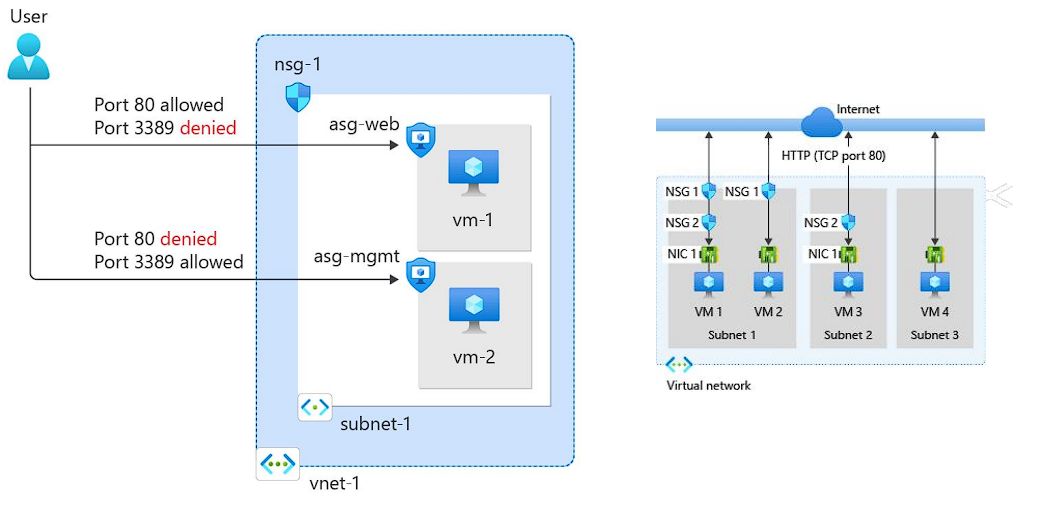 User
nsg-1
Port 80 allowed
Port 3389 denied
asg-web
vm-1
Port 80 denied
Port 3389 allowed
asg-mgmt
vm-2
subnet-1
vnet-1
Internet
HTTP (TCP port 80)
NSG 1
NSG 1
NSG 2
NSG 2
NIC 1
NIC 1
VM 1
VM 2
VM 3
VM 4
Subnet 1
Subnet 2
Subnet 3
Virtual network